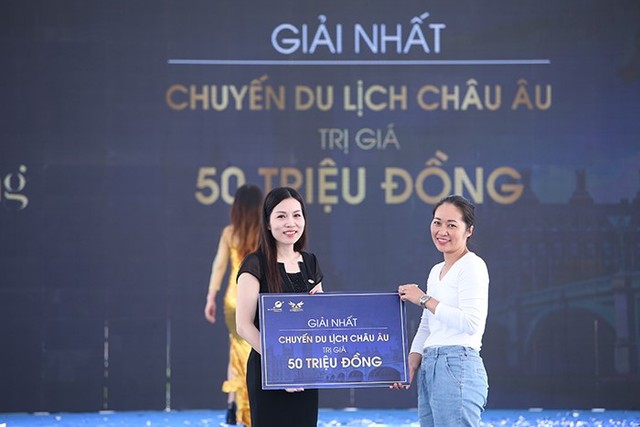 GIẢI NHẤT
CHUYẾN DU LỊCH CHÂU ÂU
TRỊ GIÁ
50 TRIỆU ĐỒNG
ng
GIẢI NHẤT
CHUYẾN DU LỊCH CHÂU ÂU
TRỊ GIÁ
50 TRIỆU ĐỒNG